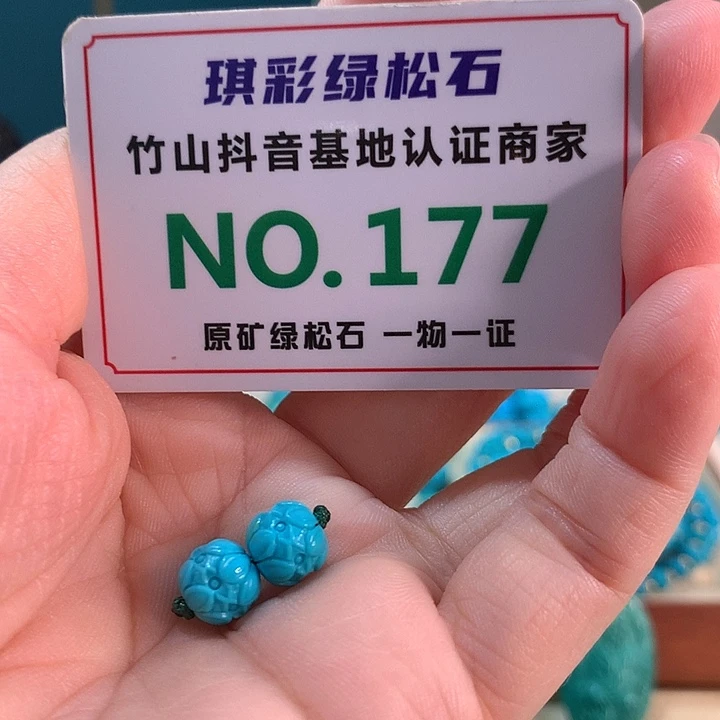 琪彩绿松石
竹山抖音基地认证商家
NO.177
原矿绿松石 一物一证